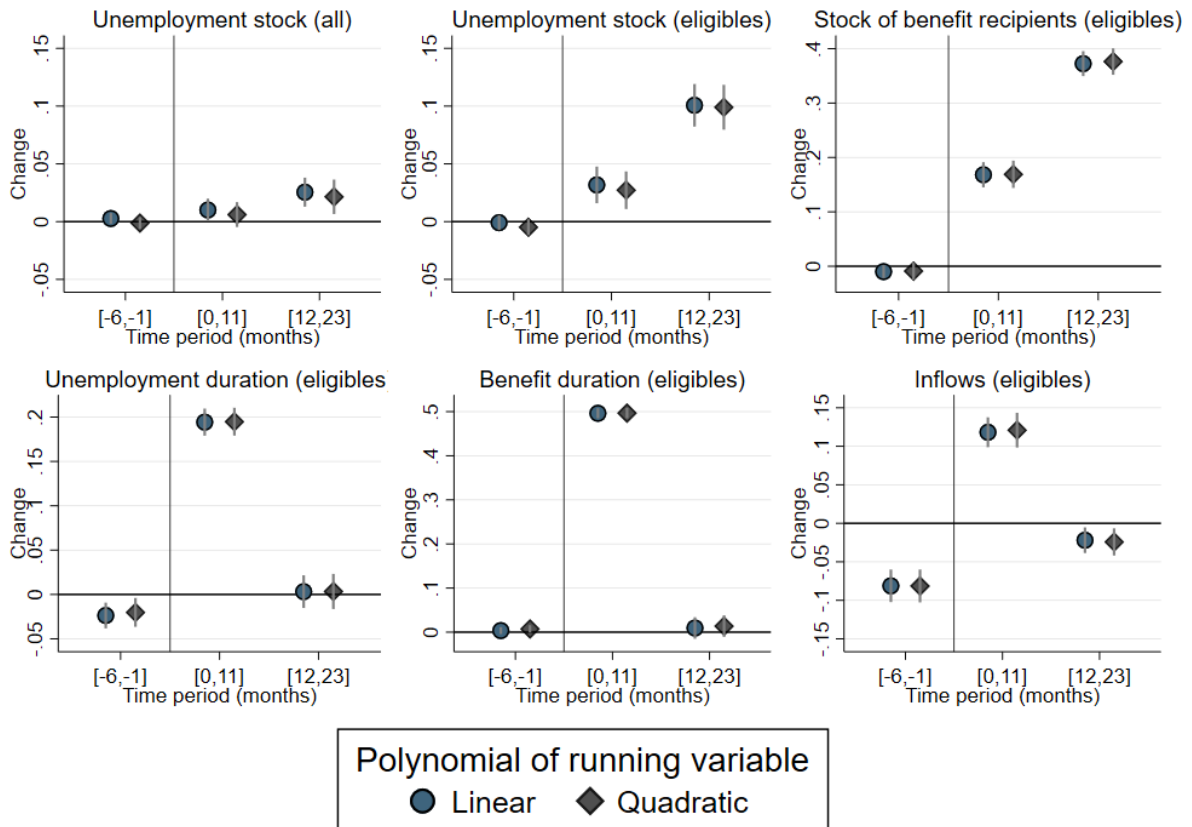 Unemployment stock (all)
Change
-.05 0 .05 .1 .15
[-6,-1] [0,11] [12,23]
Time period (months)
Unemployment stock (eligibles)
Change
-.05 0 .05 .1 .15
[-6,-1] [0,11] [12,23]
Time period (months)
Stock of benefit recipients (eligibles)
Change
0 .1 .2 .3 .4
[-6,-1] [0,11] [12,23]
Time period (months)
Unemployment duration (eligibles
Change
-.05 0 .05 .1 .15 .2
[-6,-1] [0,11] [12,23]
Time period (months)
Benefit duration (eligibles)
Change
0 .1 .2 .3 .4 .5
[-6,-1] [0,11] [12,23]
Time period (months)
Inflows (eligibles)
Change
-.15 -.1 -.05 0 .05 .1 .15
[-6,-1] [0,11] [12,23]
Time period (months)
Polynomial of running variable
Linear Quadratic